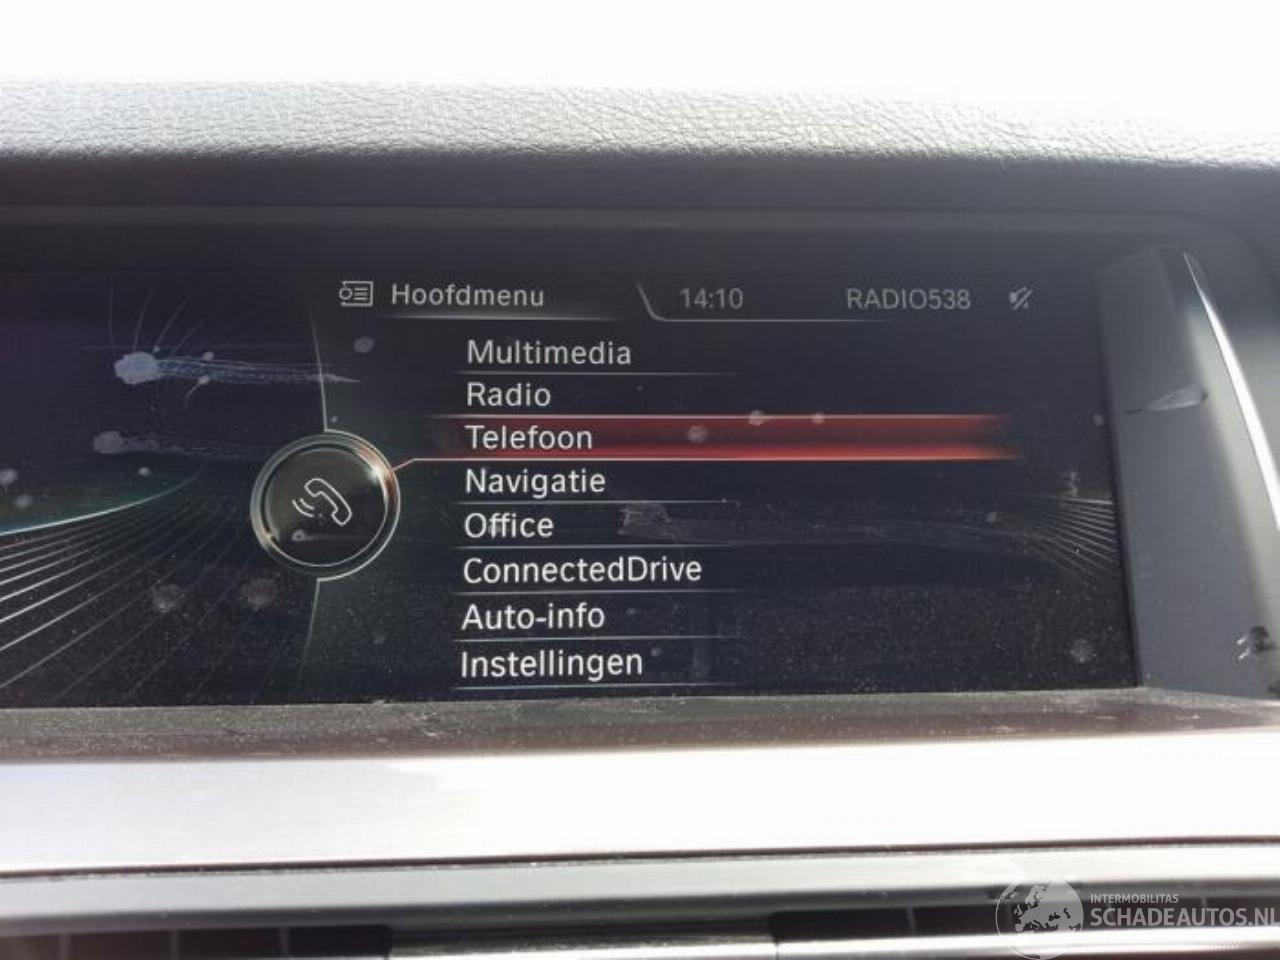 Hoofdmenu 14:10 RADIO538
Multimedia
Radio
Telefoon
Navigatie
Office
ConnectedDrive
Auto-info
Instellingen
INTERMOBILITAS
SCHADEAUTOS.NL